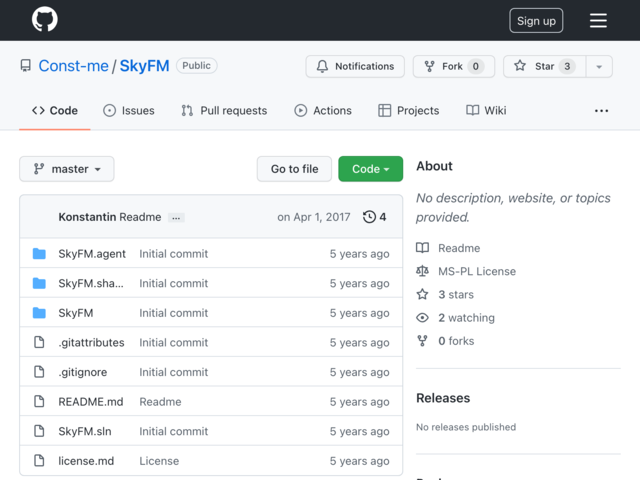 Sign up
Const-me / SkyFM Public
Notifications
Fork 0
Star 3
Code
Issues
Pull requests
Actions
Projects
Wiki
master
Go to file
Code
Konstantin Readme ... on Apr 1, 2017 4
SkyFM.agent Initial commit 5 years ago
SkyFM.sha... Initial commit 5 years ago
SkyFM Initial commit 5 years ago
.gitattributes Initial commit 5 years ago
.gitignore Initial commit 5 years ago
README.md Readme 5 years ago
SkyFM.sln Initial commit 5 years ago
license.md License 5 years ago
About
No description, website, or topics
provided.
Readme
MS-PL License
3 stars
2 watching
0 forks
Releases
No releases published